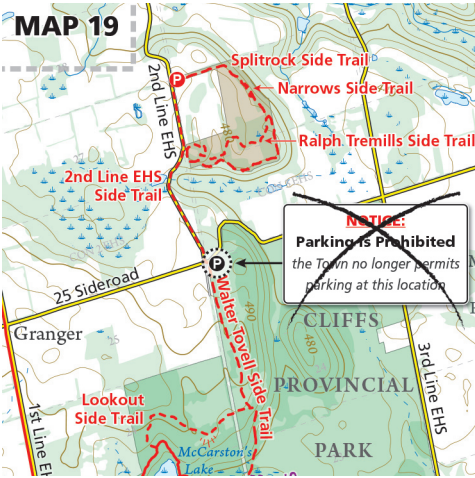 MAP 19
2nd Line EHS
P
Splitrock Side Trail
Narrows Side Trail
480
Ralph Tremills Side Trail
2nd Line EHS
Side Trail
NOTICE:
Parking is Prohibited
the Town no longer permits
parking at this location
P
25 Sideroad
Walter Tovell Side Trail
490
480
CLIFFS
Granger
PROVINCIAL
3rd Line EHS
Lookout
Side Trail
1st Line EH
McCarston's
Lake
PARK